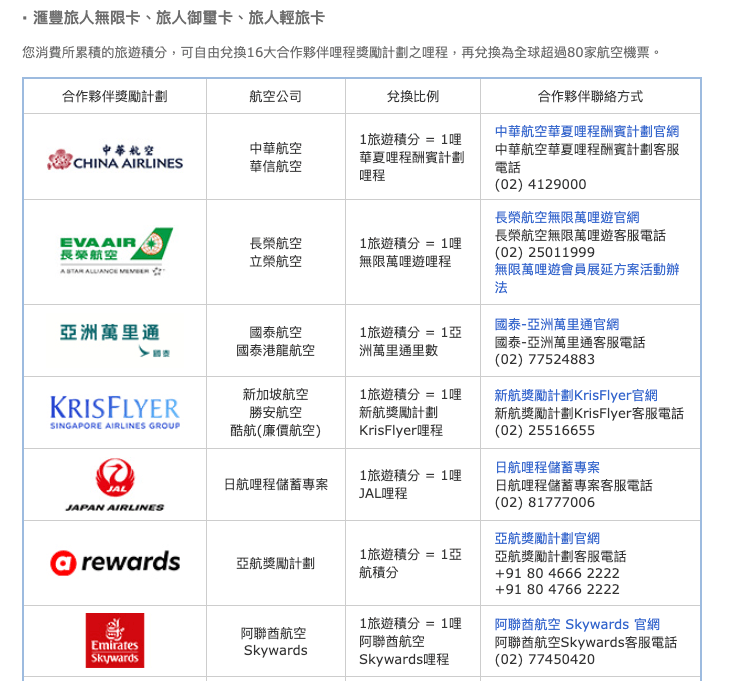 • 滙豐旅人無限卡、旅人御璽卡、旅人輕旅卡
您消費所累積的旅遊積分，可自由兌換16大合作夥伴哩程獎勵計劃之哩程，再兌換為全球超過80家航空機票。
合作夥伴獎勵計劃 航空公司 兌換比例 合作夥伴聯絡方式
中華航空
CHINA AIRLINES
中華航空
華信航空
1旅遊積分 = 1哩
華夏哩程酬賓計劃
哩程
中華航空華夏哩程酬賓計劃官網
中華航空華夏哩程酬賓計劃客服
電話
(02) 4129000
EVA AIR
長榮航空
A STAR ALLIANCE MEMBER
長榮航空
立榮航空
1旅遊積分 = 1哩
無限萬哩遊哩程
長榮航空無限萬哩遊官網
長榮航空無限萬哩遊客服電話
(02) 25011999
無限萬哩遊會員展延方案活動辦
法
亞洲萬里通
國泰
國泰航空
國泰港龍航空
1旅遊積分 = 1亞
洲萬里通里數
國泰-亞洲萬里通官網
國泰-亞洲萬里通客服電話
(02) 77524883
KRISFLYER
SINGAPORE AIRLINES GROUP
新加坡航空
勝安航空
酷航(廉價航空)
1旅遊積分 = 1哩
新航獎勵計劃
KrisFlyer哩程
新航獎勵計劃KrisFlyer官網
新航獎勵計劃KrisFlyer客服電話
(02) 25516655
JAL
JAPAN AIRLINES
日航哩程儲蓄專案
1旅遊積分 = 1哩
JAL哩程
日航哩程儲蓄專案
日航哩程儲蓄專案客服電話
(02) 81777006
a rewards
亞航獎勵計劃
1旅遊積分 = 1亞
航積分
亞航獎勵計劃官網
亞航獎勵計劃客服電話
+91 80 4666 2222
+91 80 4766 2222
Emirates
Skywards
阿聯酋航空
Skywards
1旅遊積分 = 1哩
阿聯酋航空
Skywards哩程
阿聯酋航空 Skywards 官網
阿聯酋航空Skywards客服電話
(02) 77450420